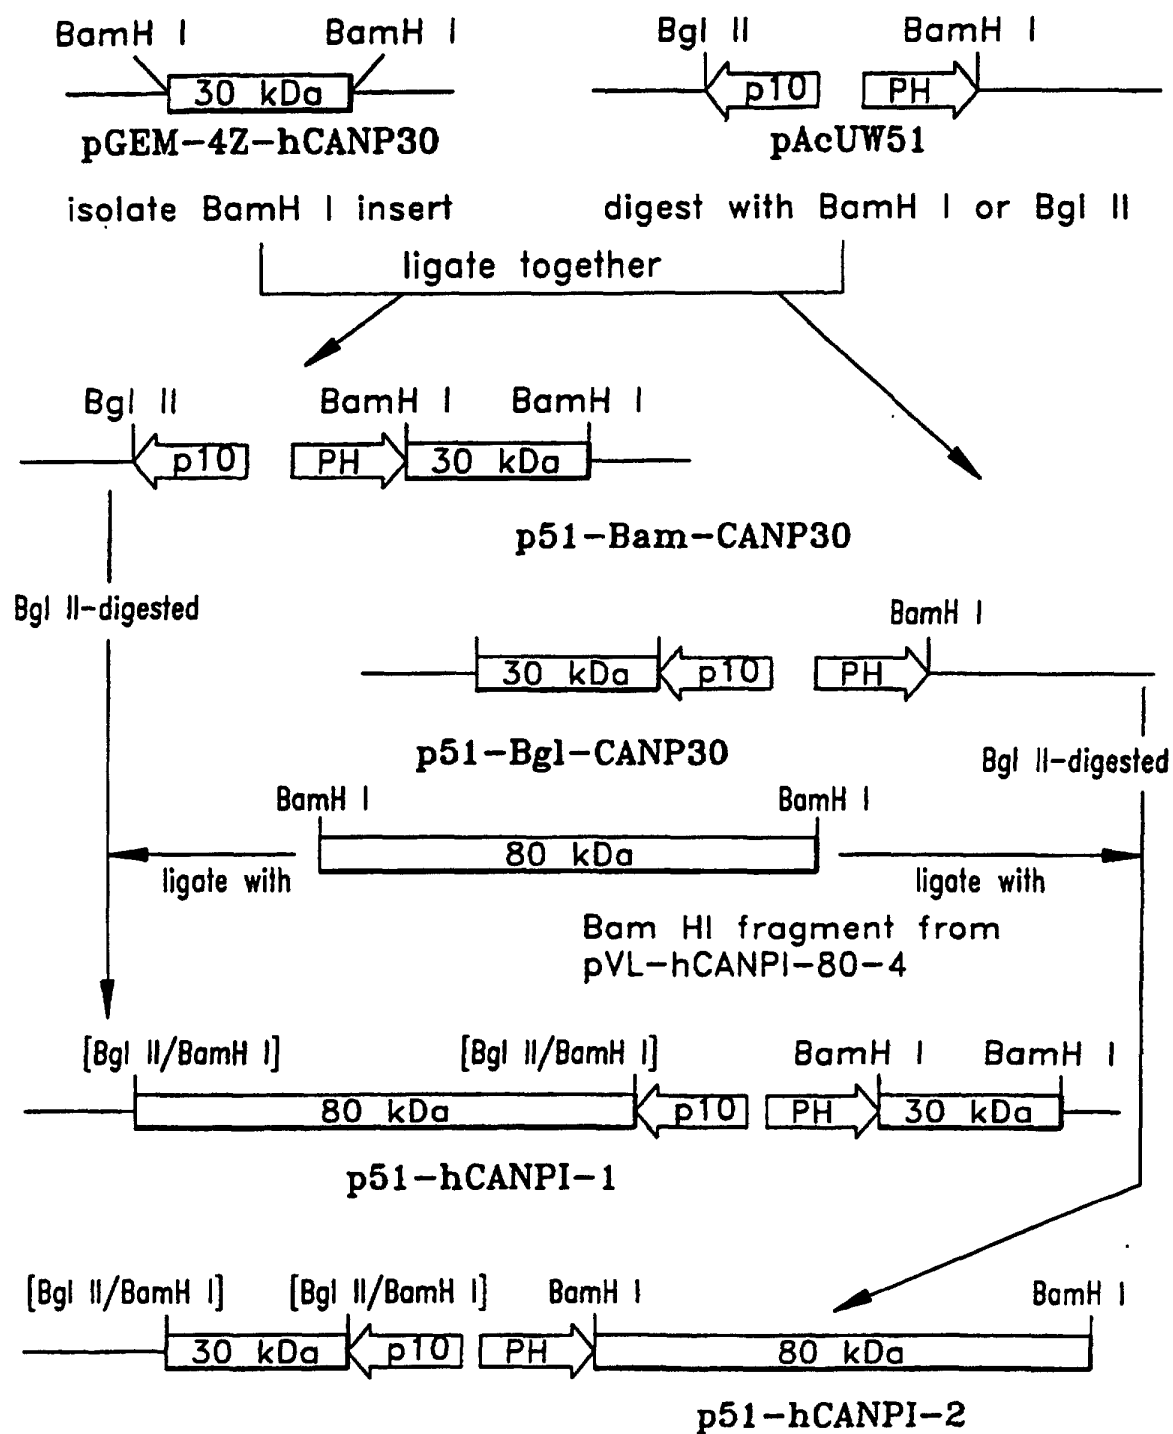 BamH I BamH I
30 kDa
pGEM-4Z-hCANP30
Bgl II BamH I
p10 PH
pAcUW51
isolate BamH I insert
digest with BamH I or Bgl II
ligate together
Bgl II BamH I BamH I
p10 PH 30 kDa
p51-Bam-CANP30
Bgl II-digested
BamH I
30 kDa p10 PH
p51-Bgl-CANP30
Bgl II-digested
BamH I BamH I
80 kDa
ligate with
ligate with
Bam HI fragment from
pVL-hCANPI-80-4
[Bgl II/BamH I] [Bgl II/BamH I] BamH I BamH I
80 kDa p10 PH 30 kDa
p51-hCANPI-1
[Bgl II/BamH I] [Bgl II/BamH I] BamH I BamH I
30 kDa p10 PH 80 kDa
p51-hCANPI-2